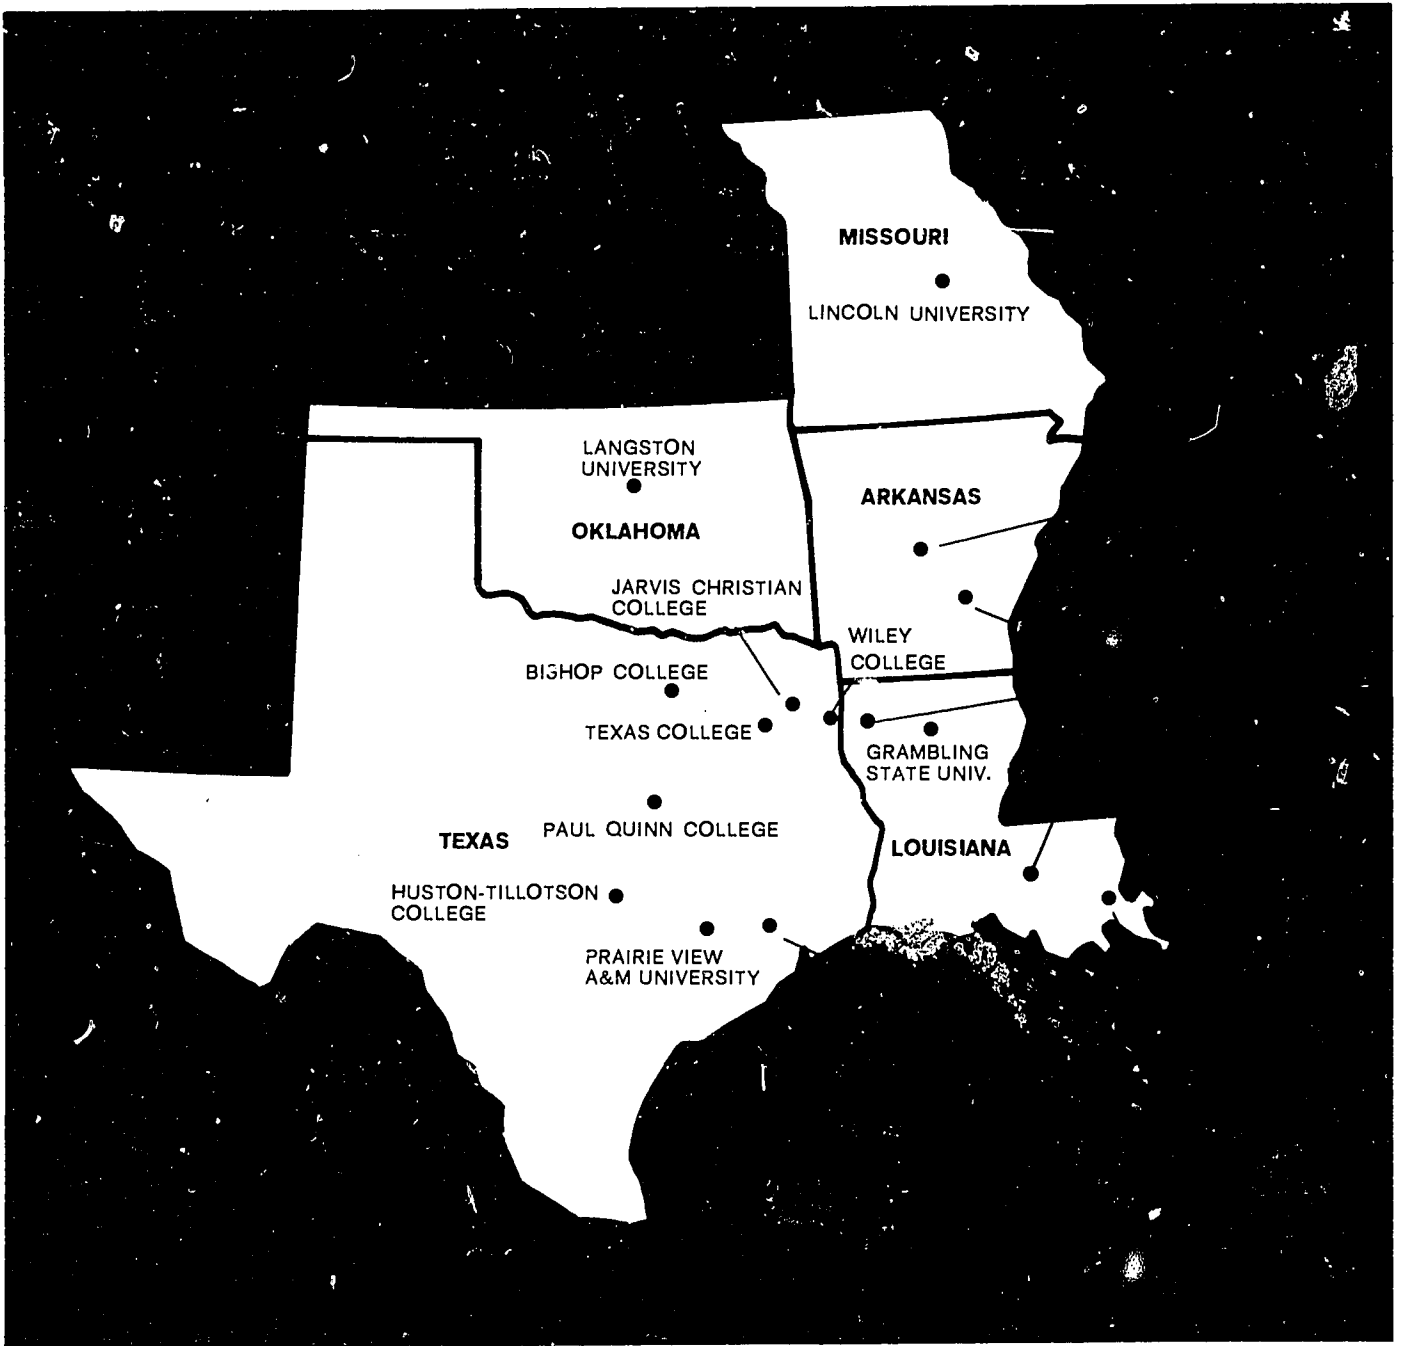 MISSOURI
LINCOLN UNIVERSITY
LANGSTON
UNIVERSITY
OKLAHOMA
ARKANSAS
JARVIS CHRISTIAN
COLLEGE
WILEY
COLLEGE
BISHOP COLLEGE
TEXAS COLLEGE
GRAMBLING
STATE UNIV.
PAUL QUINN COLLEGE
TEXAS
LOUISIANA
HUSTON-TILLOTSON
COLLEGE
PRAIRIE VIEW
A&M UNIVERSITY